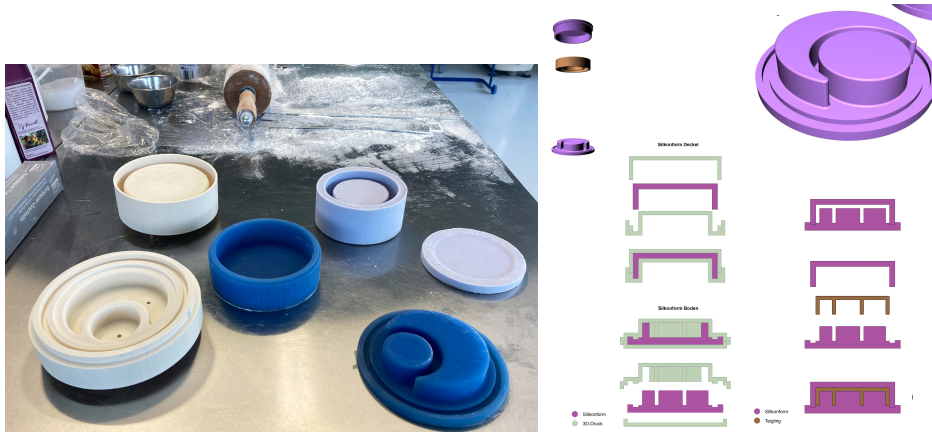 Silikonform Deckel
Silikonform Boden
Silikonform
3D-Druck
Silikonform
Teigling